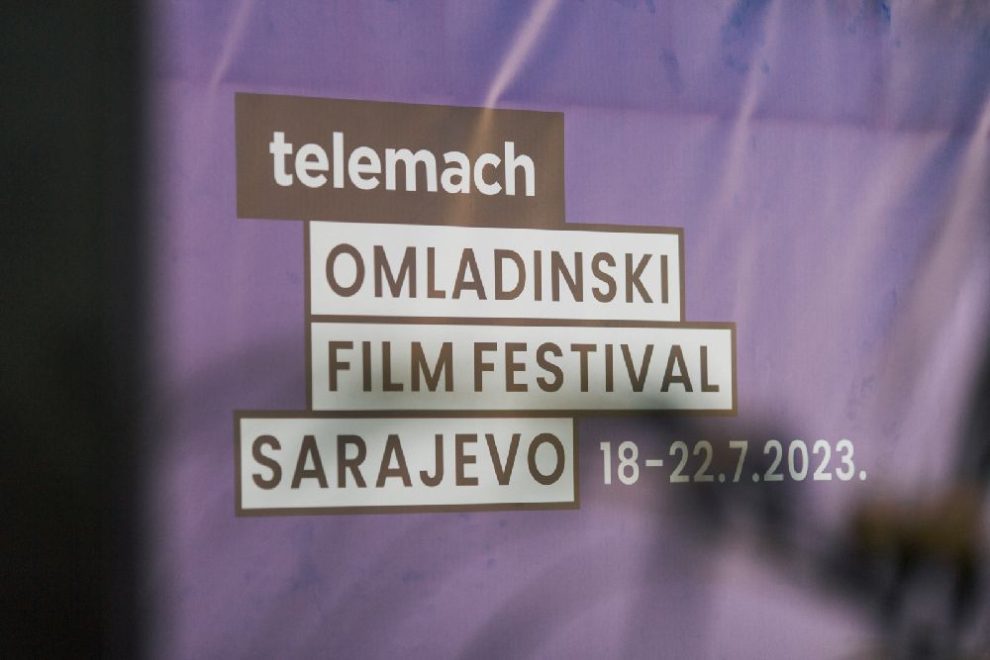 telemach
OMLADINSKI
FILM FESTIVAL
SARAJEVO 18-22.7.2023.